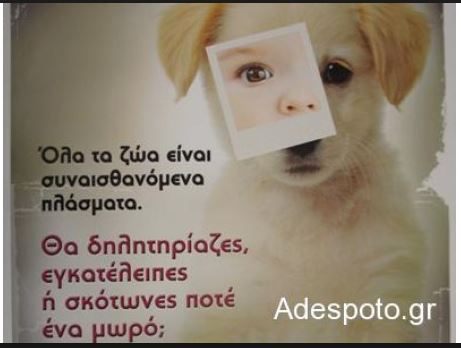 Όλα τα ζώα είναι
συναισθανόμενα
πλάσματα.
Θα δηλητηρίαζες,
εγκατέλειπες
ή σκότωνες ποτέ
ένα μωρό;
Adespoto.gr